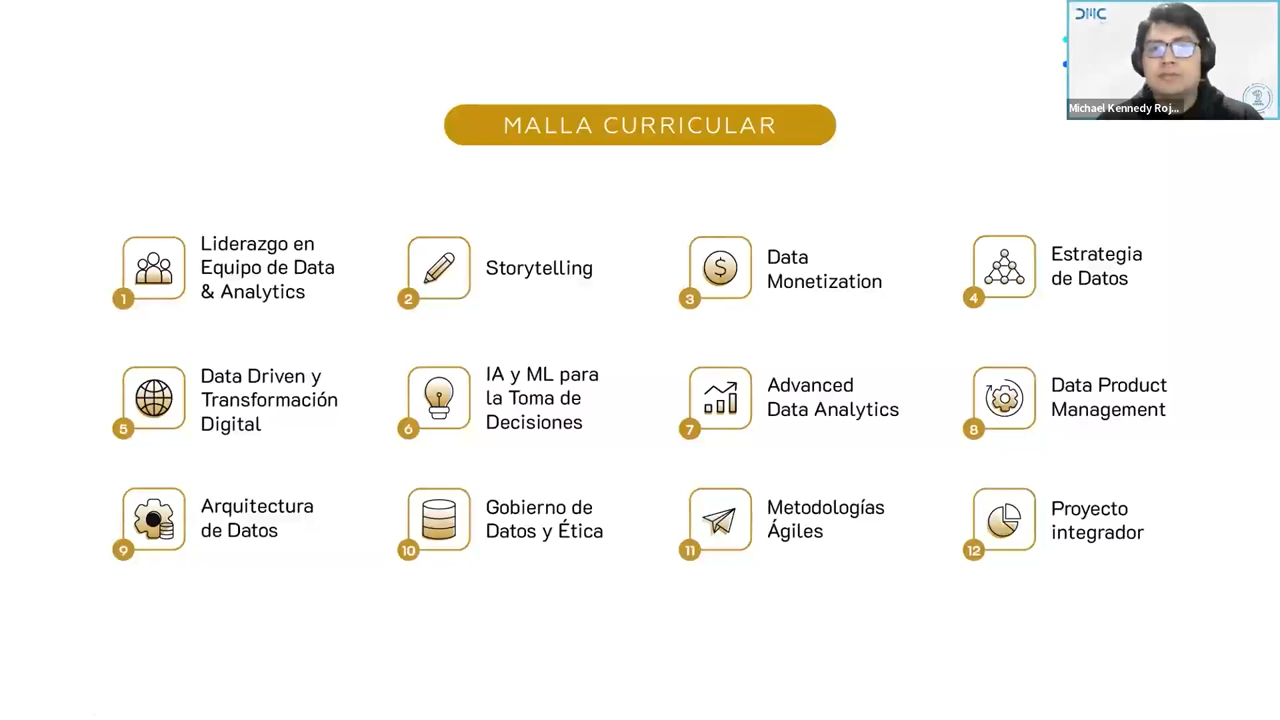 DMC
Michael Kennedy Roj...
MALLA CURRICULAR
1
Liderazgo en
Equipo de Data
& Analytics
2
Storytelling
3
Data
Monetization
4
Estrategia
de Datos
5
Data Driven y
Transformación
Digital
6
IA y ML para
la Toma de
Decisiones
7
Advanced
Data Analytics
8
Data Product
Management
9
Arquitectura
de Datos
10
Gobierno de
Datos y Ética
11
Metodologías
Ágiles
12
Proyecto
integrador